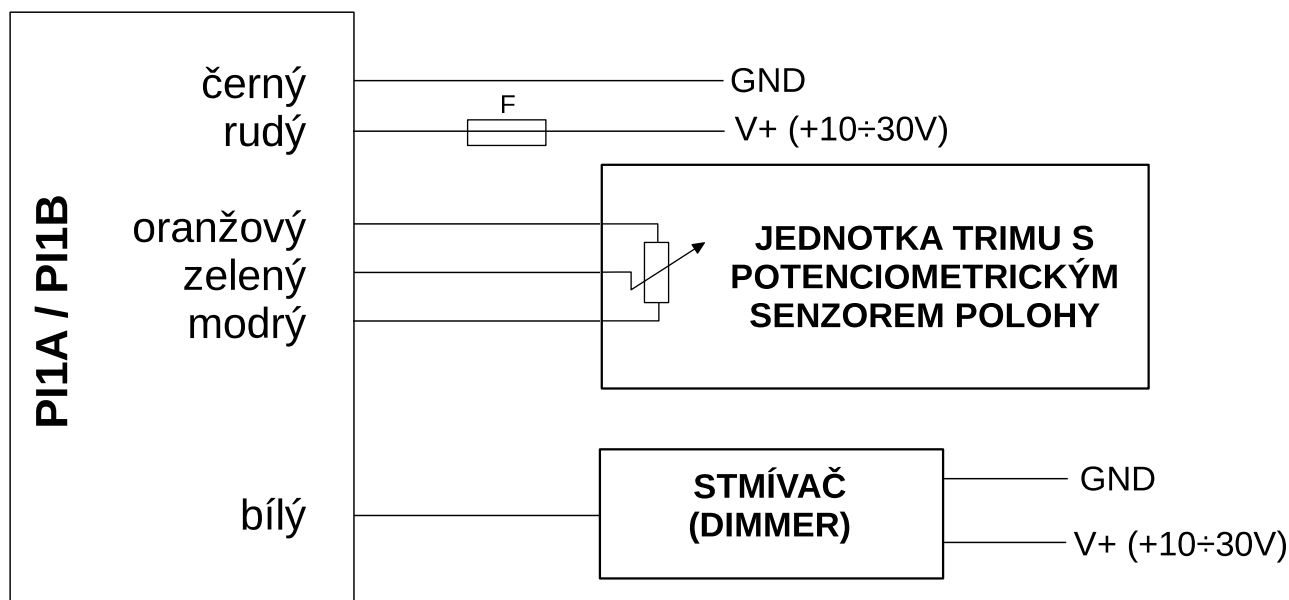 PI1A / PI1B
černý
GND
F
rudý
V+ (+10÷30V)
oranžový
zelený
modrý
JEDNOTKA TRIMU S
POTENCIOMETRICKÝM
SENZOREM POLOHY
bílý
STMÍVAČ
(DIMMER)
GND
V+ (+10÷30V)